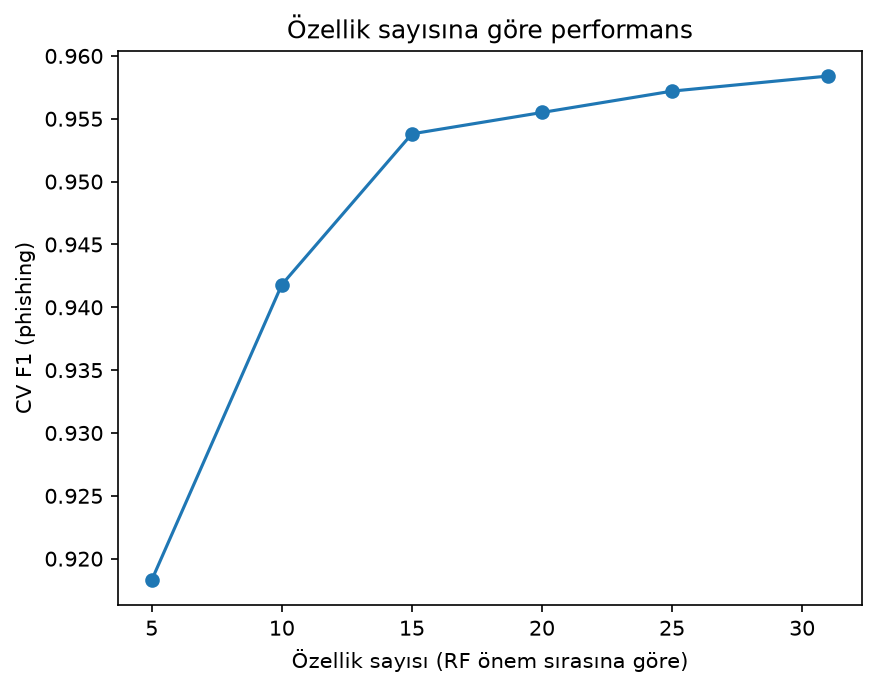 Özellik sayısına göre performans
CV F1 (phishing)
0.960
0.955
0.950
0.945
0.940
0.935
0.930
0.925
0.920
5 10 15 20 25 30
Özellik sayısı (RF önem sırasına göre)